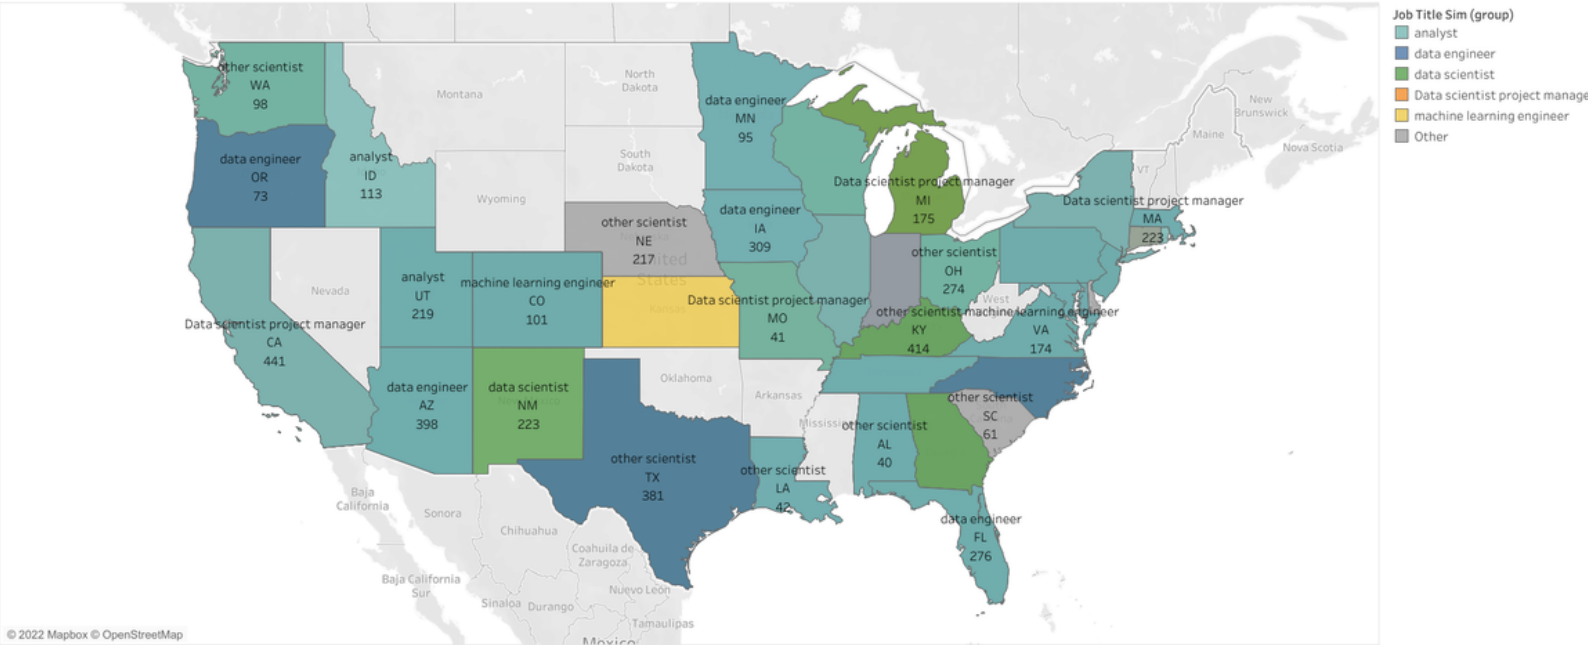 Job Title Sim (group)
analyst
data engineer
data scientist
Data scientist project manage
machine learning engineer
Other
other scientist
WA
98
Montana
North
Dakota
data engineer
MN
95
New
Brunswick
Maine
Nova Scotia
VT
data engineer
OR
73
analyst
ID
113
South
Dakota
Wyoming
Data scientist project manager
MI
175
Data scientist project manager
MA
223
other scientist
NE
217
United
States
data engineer
IA
309
other scientist
OH
274
analyst
UT
219
machine learning engineer
CO
101
Nevada
Kansas
Data scientist project manager
MO
41
West
other scientist
KY
414
machine learning engineer
VA
174
Data scientist project manager
CA
441
data engineer
AZ
398
data scientist
NM
223
Oklahoma
Arkansas
other scientist
SC
61
other scientist
AL
40
other scientist
TX
381
other scientist
LA
42
data engineer
FL
276
Baja
California
Sonora
Chihuahua
Coahuila de
Zaragoza
Baja California
Sur
Nuevo León
Sinaloa
Durango
Tamaulipas
México
© 2022 Mapbox © OpenStreetMap